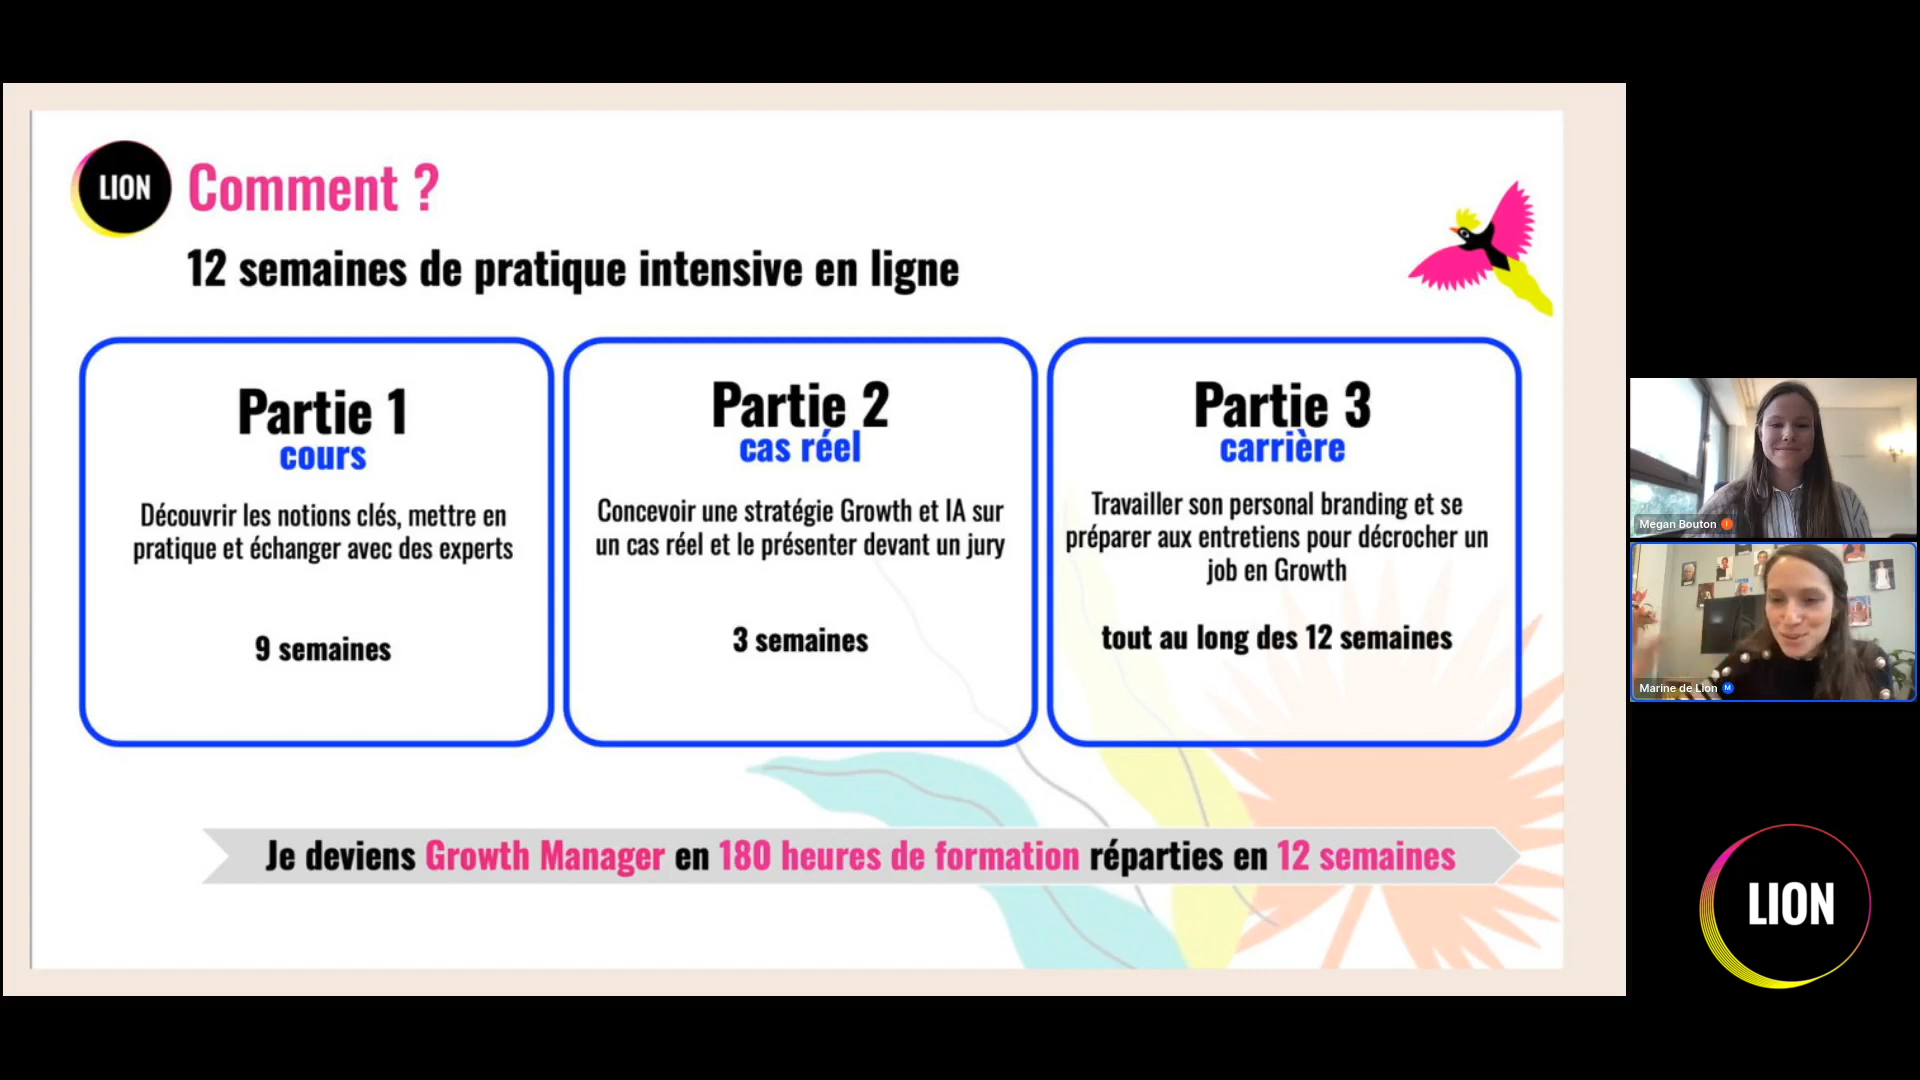 LION
Comment ?
12 semaines de pratique intensive en ligne
Partie 1
cours
Découvrir les notions clés, mettre en
pratique et échanger avec des experts
9 semaines
Partie 2
cas réel
Concevoir une stratégie Growth et IA sur
un cas réel et le présenter devant un jury
3 semaines
Partie 3
carrière
Travailler son personal branding et se
préparer aux entretiens pour décrocher un
job en Growth
tout au long des 12 semaines
Je deviens Growth Manager en 180 heures de formation réparties en 12 semaines
Megan Bouton I
Marine de Lion M
LION